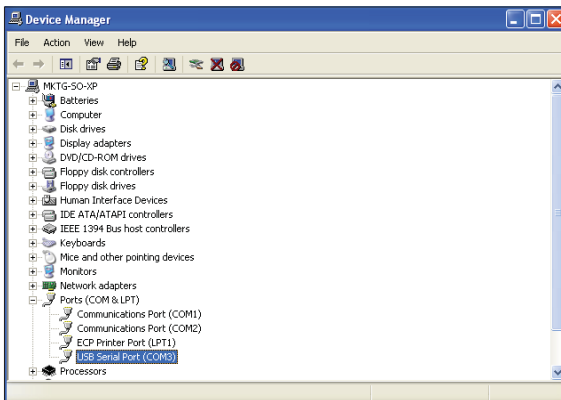 Device Manager
File Action View Help
MKTG-SO-XP
Batteries
Computer
Disk drives
Display adapters
DVD/CD-ROM drives
Floppy disk controllers
Floppy disk drives
Human Interface Devices
IDE ATA/ATAPI controllers
IEEE 1394 Bus host controllers
Keyboards
Mice and other pointing devices
Monitors
Network adapters
Ports (COM & LPT)
Communications Port (COM1)
Communications Port (COM2)
ECP Printer Port (LPT1)
USB Serial Port (COM3)
Processors